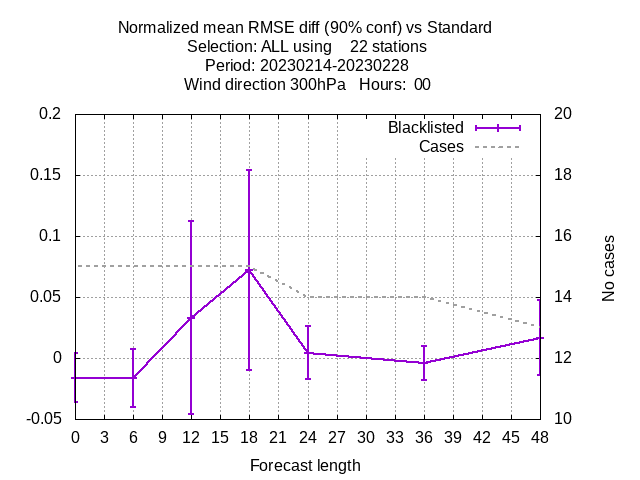 Normalized mean RMSE diff (90% conf) vs Standard
Selection: ALL using    22 stations
Period: 20230214-20230228
Wind direction 300hPa   Hours:  00
Blacklisted
Cases
0.2
0.15
0.1
0.05
0
-0.05
20
18
16
14
12
10
No cases
0 3 6 9 12 15 18 21 24 27 30 33 36 39 42 45 48
Forecast length